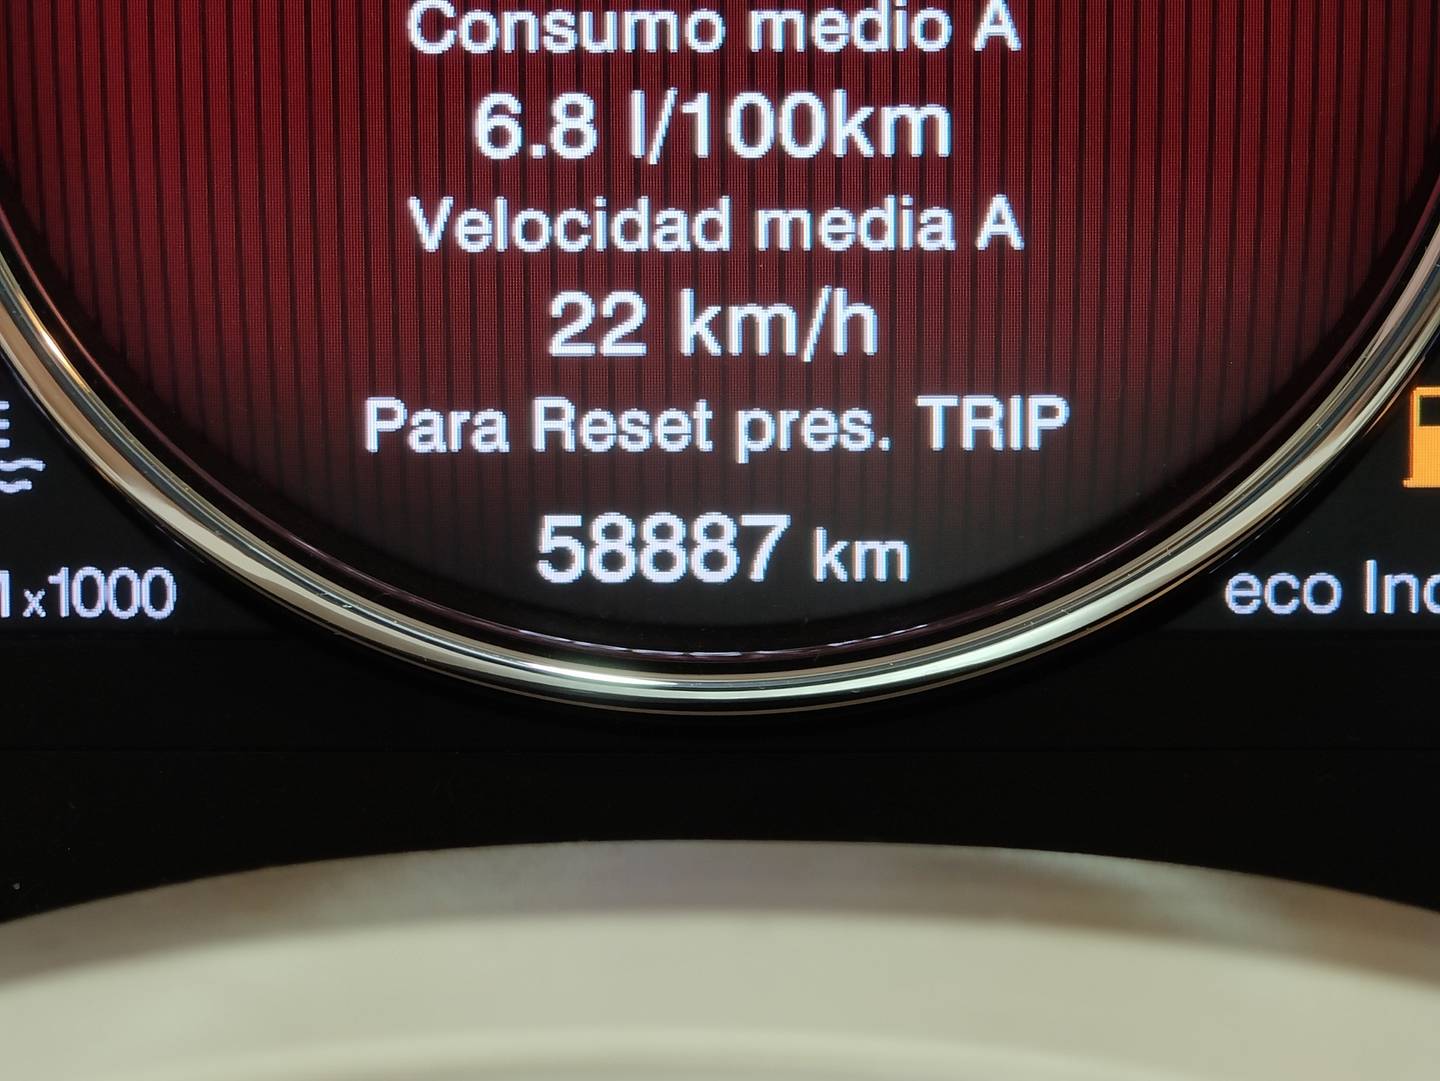 Consumo medio A
6.8 l/100km
Velocidad media A
22 km/h
Para Reset pres. TRIP
58887 km
x1000
eco